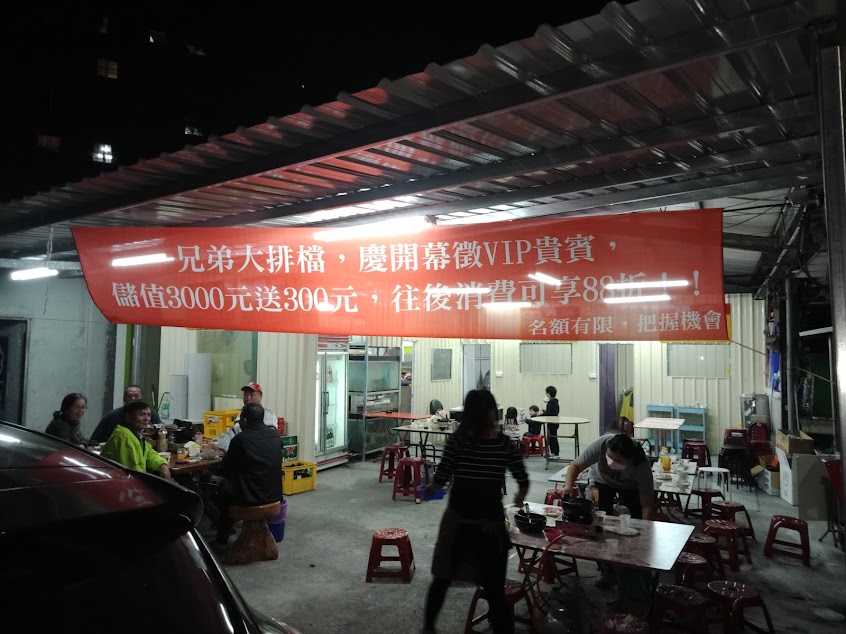 兄弟大排檔，慶開幕徵VIP貴賓，
儲值3000元送300元，往後消費可享88折！！
名額有限，把握機會